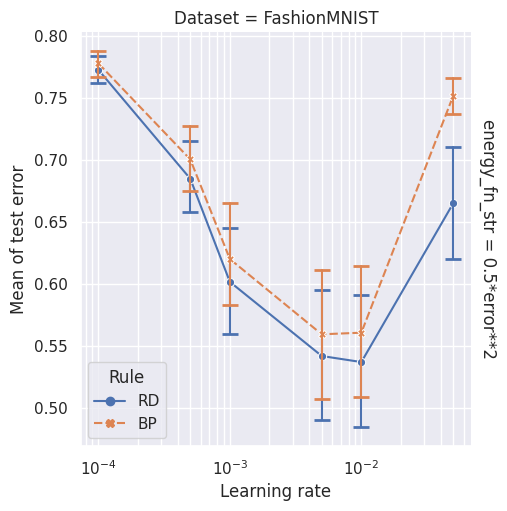 Dataset = FashionMNIST
0.80
0.75
0.70
0.65
0.60
0.55
0.50
Mean of test error
Rule
RD
BP
10⁻⁴
10⁻³
10⁻²
Learning rate
energy_fn_str = 0.5*error**2